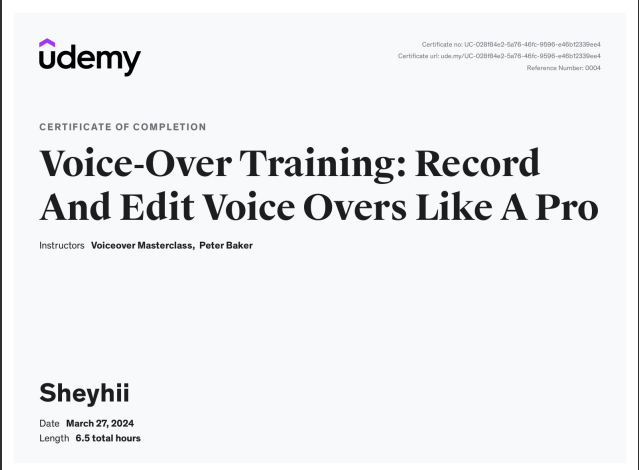 udemy
Certificate no: UC-028f84e2-5a76-46fc-9596-e46b12339ee4
Certificate url: ude.my/UC-028f84e2-5a76-46fc-9596-e46b12339ee4
Reference Number: 0004
CERTIFICATE OF COMPLETION
Voice-Over Training: Record
And Edit Voice Overs Like A Pro
Instructors Voiceover Masterclass, Peter Baker
Sheyhii
Date March 27, 2024
Length 6.5 total hours